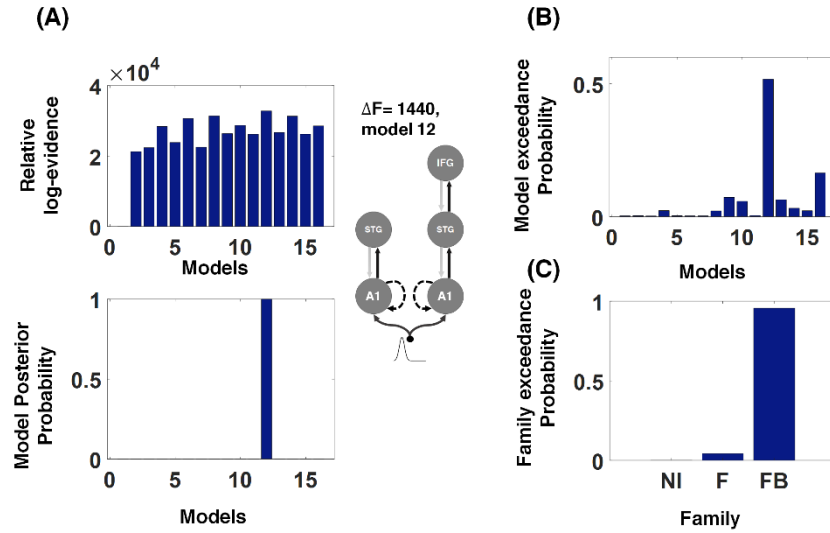 (A)
×10⁴
4
2
0
Relative
log-evidence
0 5 10 15
Models
1
0.5
0
Model Posterior
Probability
0 5 10 15
Models
ΔF= 1440,
model 12
IFG
STG STG
A1 A1
(B)
0.5
0
Model exceedance
Probability
0 5 10 15
Models
(C)
1
0.5
0
Family exceedance
Probability
NI F FB
Family